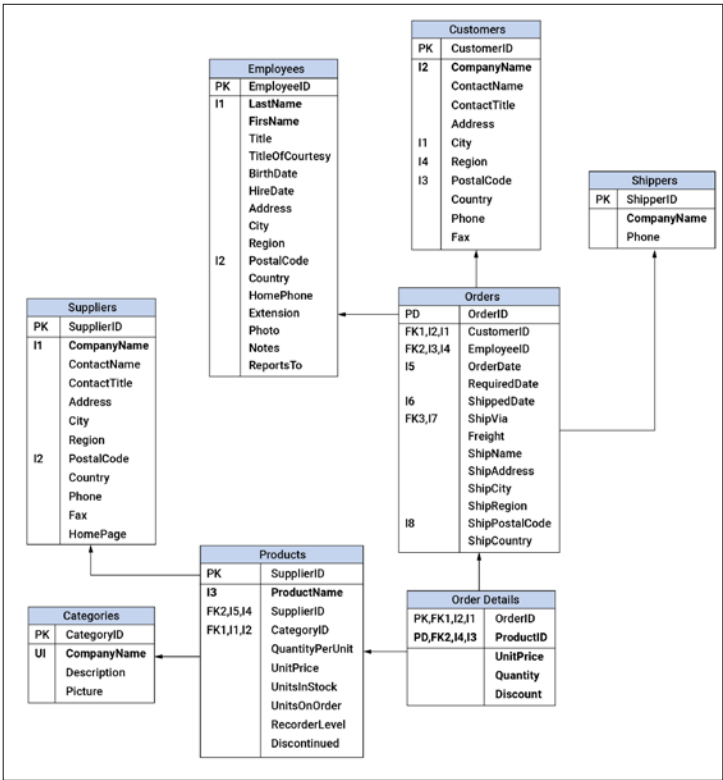 Customers
PK CustomerID
I2 CompanyName
ContactName
ContactTitle
Address
I1 City
I4 Region
I3 PostalCode
Country
Phone
Fax
Employees
PK EmployeeID
I1 LastName
FirsName
Title
TitleOfCourtesy
BirthDate
HireDate
Address
City
Region
I2 PostalCode
Country
HomePhone
Extension
Photo
Notes
ReportsTo
Shippers
PK ShipperID
CompanyName
Phone
Suppliers
PK SupplierID
I1 CompanyName
ContactName
ContactTitle
Address
City
Region
I2 PostalCode
Country
Phone
Fax
HomePage
Orders
PD OrderID
FK1,I2,I1 CustomerID
FK2,I3,I4 EmployeeID
I5 OrderDate
RequiredDate
I6 ShippedDate
FK3,I7 ShipVia
Freight
ShipName
ShipAddress
ShipCity
ShipRegion
I8 ShipPostalCode
ShipCountry
Products
PK SupplierID
I3 ProductName
FK2,I5,I4 SupplierID
FK1,I1,I2 CategoryID
QuantityPerUnit
UnitPrice
UnitsInStock
UnitsOnOrder
RecorderLevel
Discontinued
Categories
PK CategoryID
UI CompanyName
Description
Picture
Order Details
PK,FK1,I2,I1 OrderID
PD,FK2,I4,I3 ProductID
UnitPrice
Quantity
Discount